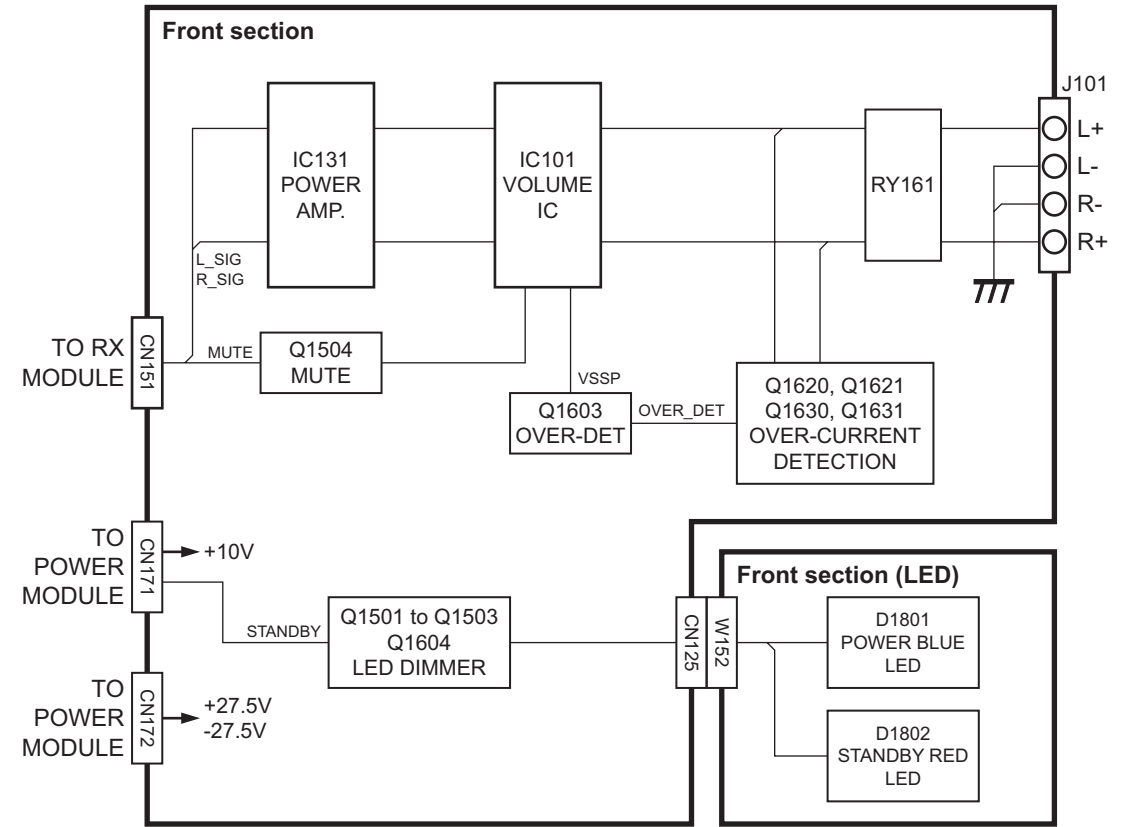 Front section
J101
IC131
POWER
AMP.
IC101
VOLUME
IC
RY161
L+
L-
R-
R+
L_SIG
R_SIG
TO RX
MODULE
CN151
MUTE
Q1504
MUTE
VSSP
Q1603
OVER-DET
OVER_DET
Q1620, Q1621
Q1630, Q1631
OVER-CURRENT
DETECTION
TO
POWER
MODULE
CN171
+10V
STANDBY
Q1501 to Q1503
Q1604
LED DIMMER
CN125
W152
Front section (LED)
D1801
POWER BLUE
LED
D1802
STANDBY RED
LED
TO
POWER
MODULE
CN172
+27.5V
-27.5V